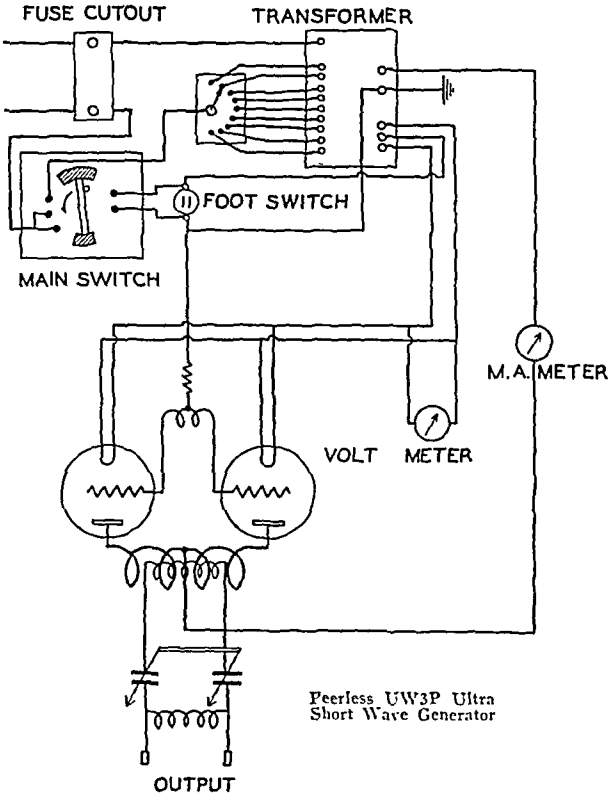 FUSE CUTOUT
TRANSFORMER
FOOT SWITCH
MAIN SWITCH
M.A. METER
VOLT METER
Peerless UW3P Ultra
Short Wave Generator
OUTPUT